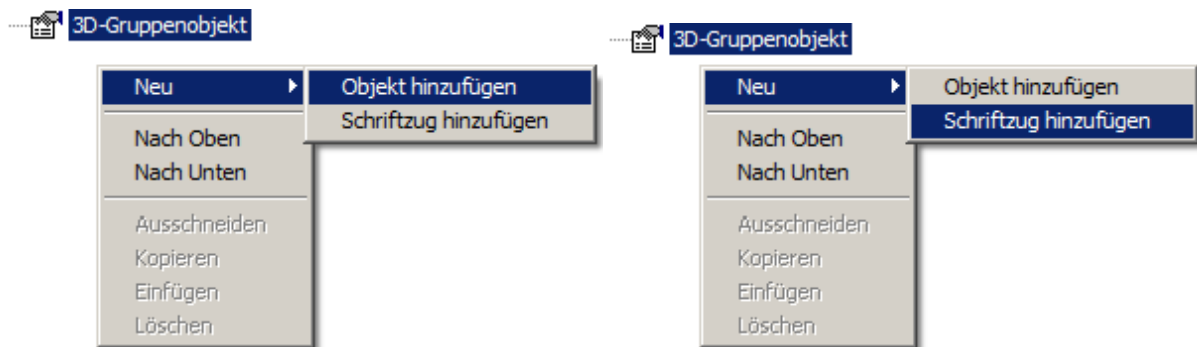 3D-Gruppenobjekt
Neu
Objekt hinzufügen
Schriftzug hinzufügen
Nach Oben
Nach Unten
Ausschneiden
Kopieren
Einfügen
Löschen
3D-Gruppenobjekt
Neu
Objekt hinzufügen
Schriftzug hinzufügen
Nach Oben
Nach Unten
Ausschneiden
Kopieren
Einfügen
Löschen